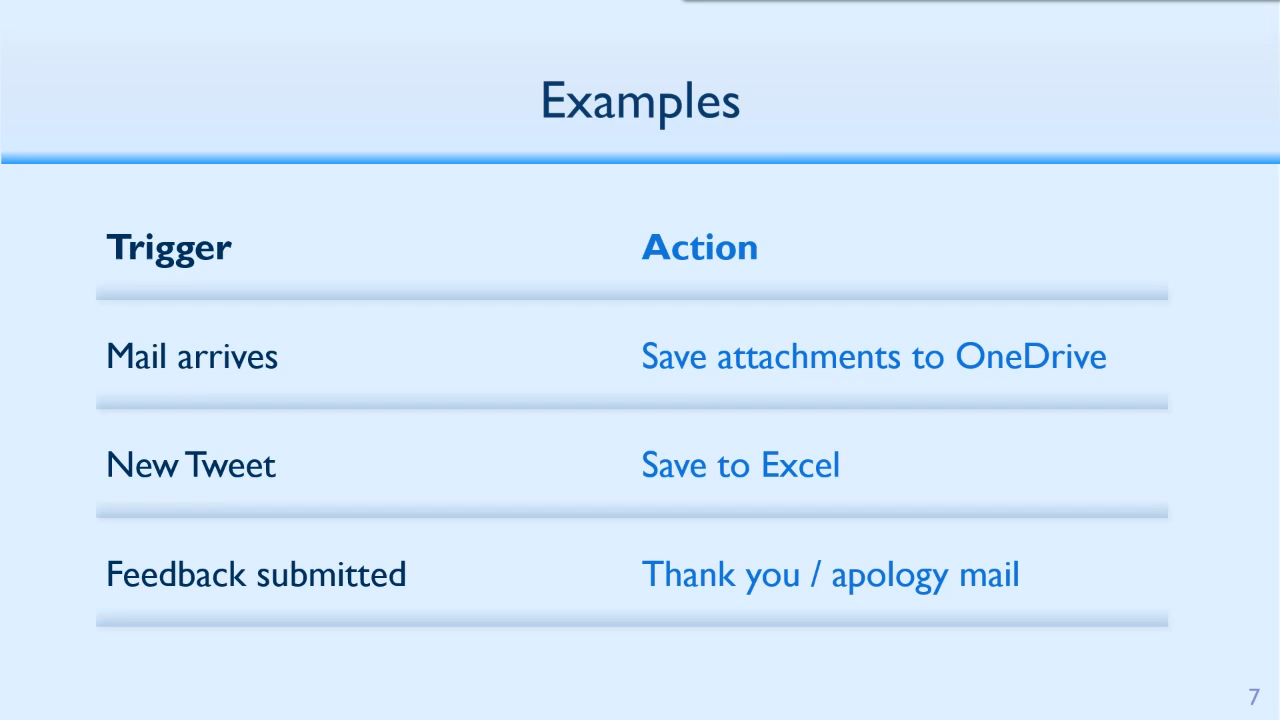 Examples
Trigger Action
Mail arrives Save attachments to OneDrive
New Tweet Save to Excel
Feedback submitted Thank you / apology mail
7